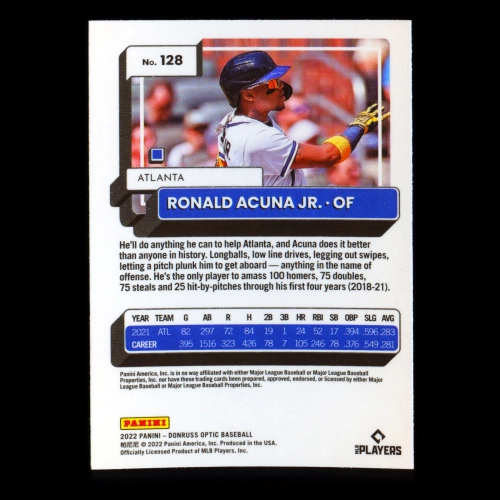 No. 128
ATLANTA
RONALD ACUNA JR. · OF
He'll do anything he can to help Atlanta, and Acuna does it better
than anyone in history. Longballs, low line drives, legging out swipes,
letting a pitch plunk him to get aboard — anything in the name of
offense. He's the only player to amass 100 homers, 75 doubles,
75 steals and 25 hit-by-pitches through his first four years (2018-21).
YEAR TEAM G AB R H 2B 3B HR RBI SB OBP SLG AVG
2021 ATL 82 297 72 84 19 1 24 52 17 .394 .596 .283
CAREER 395 1516 323 426 78 7 105 246 78 .376 .549 .281
Panini America, Inc. is in no way affiliated with either Major League Baseball or Major League Baseball
Properties, Inc. nor have these trading cards been prepared, approved, endorsed, or licensed by either Major
League Baseball or Major League Baseball Properties, Inc.
PANINI
2022 PANINI - DONRUSS OPTIC BASEBALL
帕尼尼 © 2022 Panini America, Inc. Produced in the USA.
Officially Licensed Product of MLB Players, Inc.
MLB PLAYERS